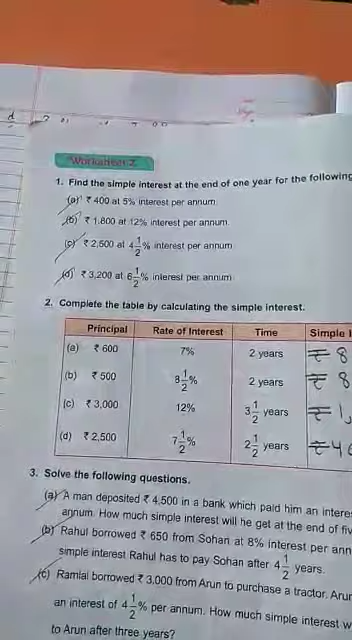 Worksheet 2
1. Find the simple interest at the end of one year for the following
(a) ₹ 400 at 5% interest per annum
(b) ₹ 1,800 at 12% interest per annum.
(c) ₹ 2,500 at 4 1/2% interest per annum
(d) ₹ 3,200 at 6 1/2% interest per annum
2. Complete the table by calculating the simple interest.
Principal Rate of Interest Time Simple
(a) ₹ 600 7% 2 years ₹ 8
(b) ₹ 500 8 1/2% 2 years ₹ 8
(c) ₹ 3,000 12% 3 1/2 years ₹ 1,
(d) ₹ 2,500 7 1/2% 2 1/2 years ₹ 4
3. Solve the following questions.
(a) A man deposited ₹ 4,500 in a bank which paid him an
annum. How much simple interest will he get at the end of
(b) Rahul borrowed ₹ 650 from Sohan at 8% interest per
simple interest Rahul has to pay Sohan after 4 1/2 years.
(c) Ramlal borrowed ₹ 3,000 from Arun to purchase a tractor.
an interest of 4 1/2% per annum. How much simple interest
to Arun after three years?